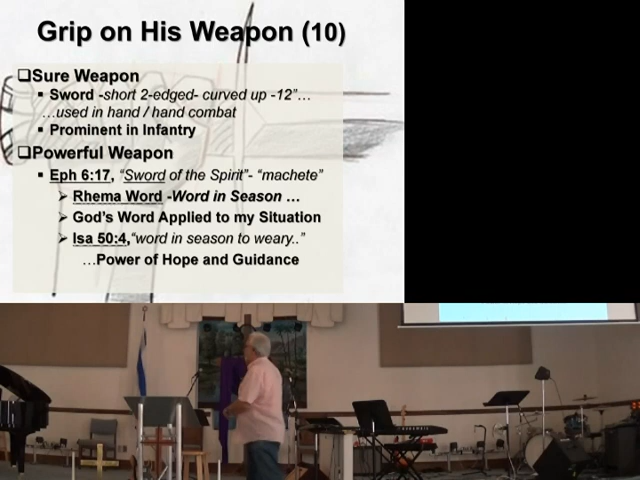 Grip on His Weapon (10)
Sure Weapon
Sword -short 2-edged- curved up -12”…
…used in hand / hand combat
Prominent in Infantry
Powerful Weapon
Eph 6:17, “Sword of the Spirit”- “machete”
Rhema Word -Word in Season …
God’s Word Applied to my Situation
Isa 50:4,“word in season to weary..”
…Power of Hope and Guidance